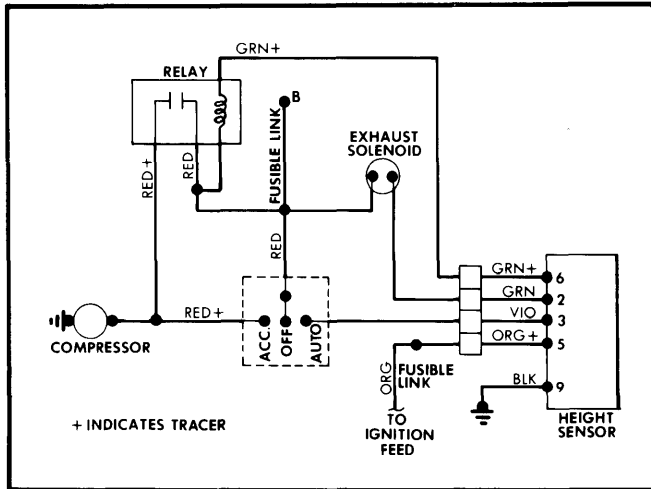 GRN+
RELAY
B
FUSIBLE LINK
EXHAUST
SOLENOID
RED+
RED
RED
GRN+ 6
GRN 2
VIO 3
ORG+ 5
BLK 9
RED+
ACC.
OFF
AUTO
COMPRESSOR
ORG
FUSIBLE
LINK
+ INDICATES TRACER
TO
IGNITION
FEED
HEIGHT
SENSOR